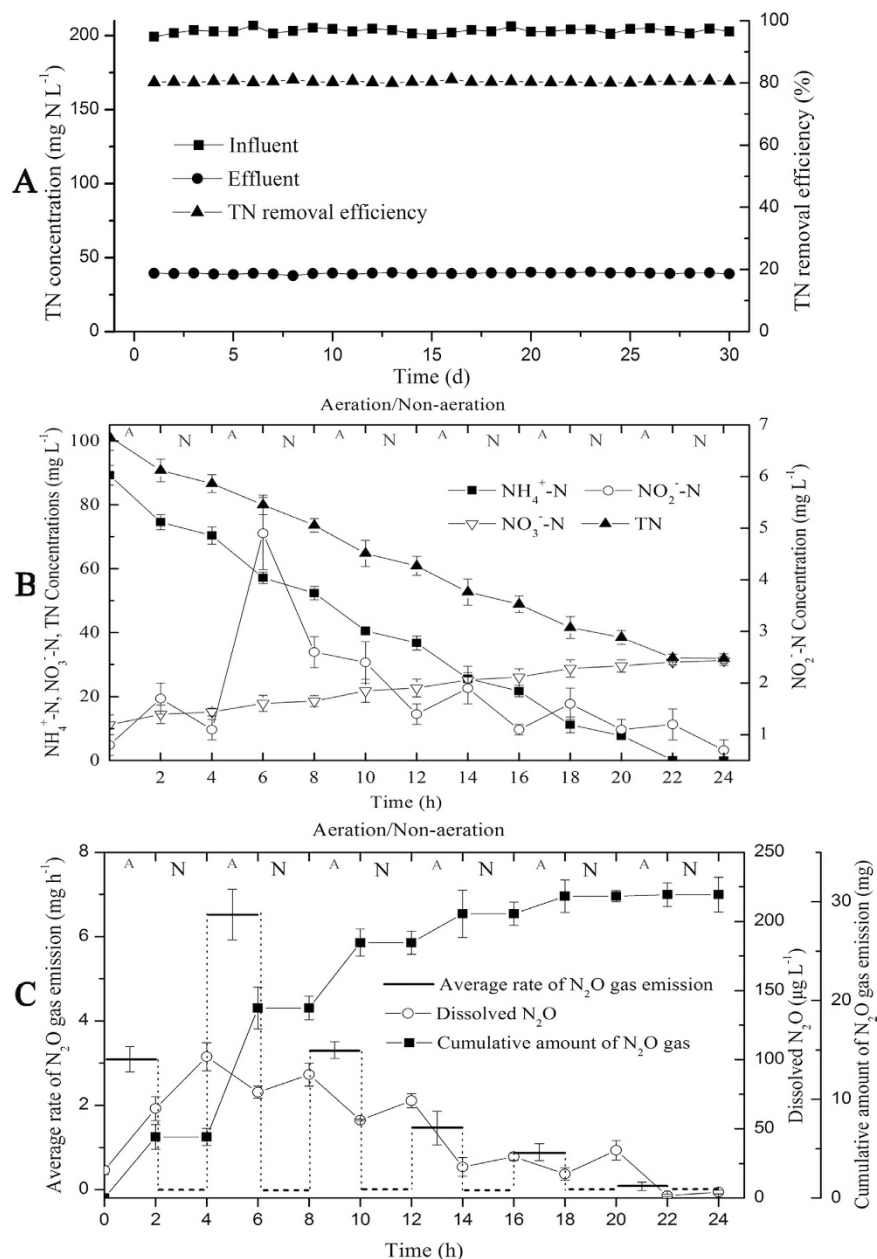 A
TN concentration (mg N L⁻¹)
200
150
100
50
0
Influent
Effluent
TN removal efficiency
100
80
60
40
20
0
TN removal efficiency (%)
0 5 10 15 20 25 30
Time (d)
Aeration/Non-aeration
B
NH₄⁺-N, NO₃⁻-N, TN Concentrations (mg L⁻¹)
100
80
60
40
20
0
A N A N A N A N A N A N
NH₄⁺-N NO₂⁻-N
NO₃⁻-N TN
7
6
5
4
3
2
1
NO₂⁻-N Concentration (mg L⁻¹)
2 4 6 8 10 12 14 16 18 20 22 24
Time (h)
Aeration/Non-aeration
C
Average rate of N₂O gas emission (mg h⁻¹)
8
6
4
2
0
A N A N A N A N A N A N
Average rate of N₂O gas emission
Dissolved N₂O
Cumulative amount of N₂O gas
250
200
150
100
50
0
Dissolved N₂O (µg L⁻¹)
30
20
10
0
Cumulative amount of N₂O gas emission (mg)
0 2 4 6 8 10 12 14 16 18 20 22 24
Time (h)